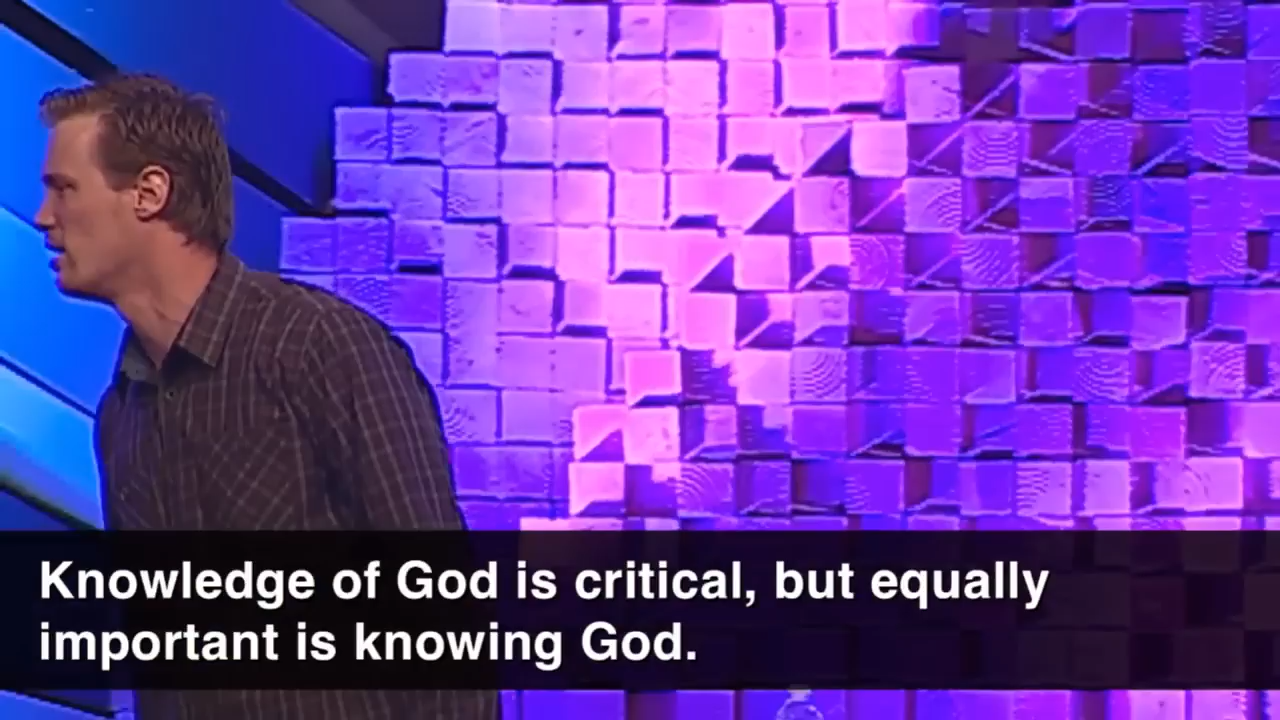 Knowledge of God is critical, but equally
important is knowing God.